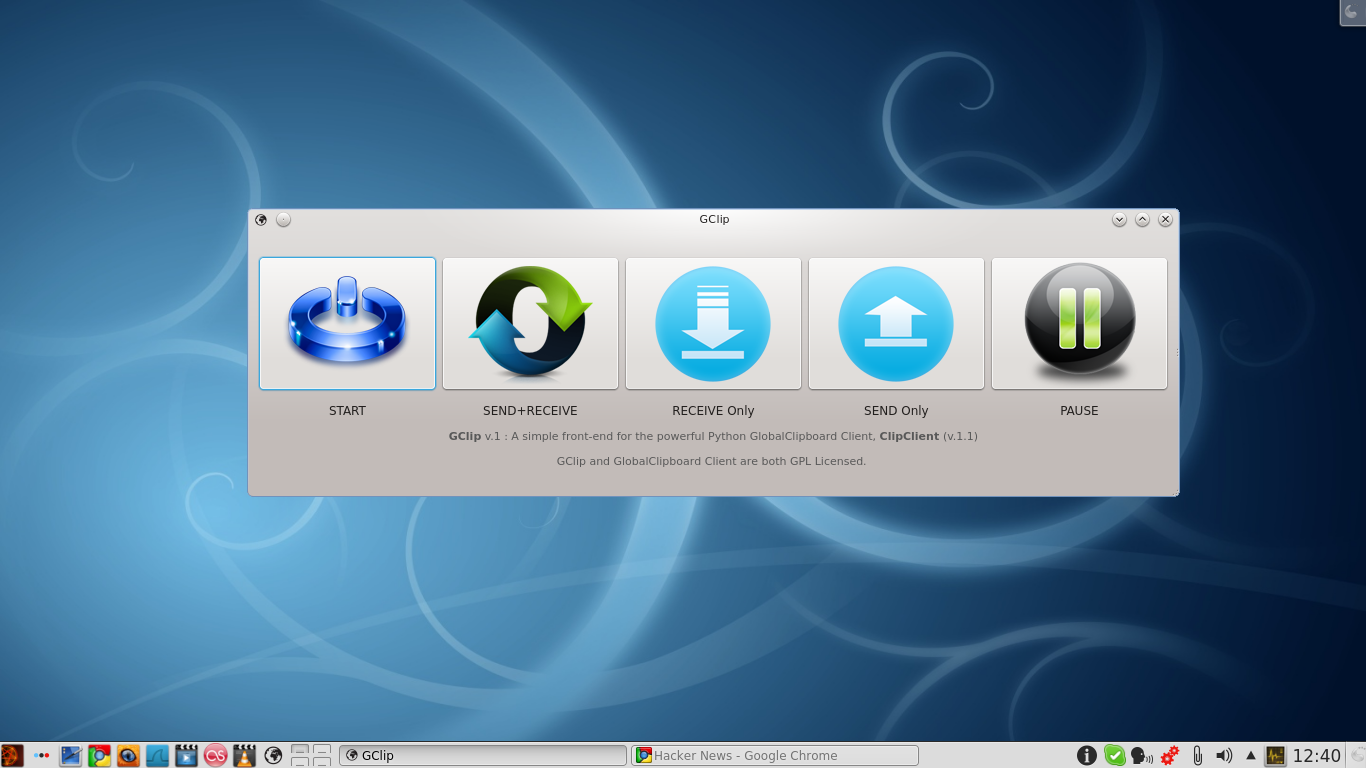 GClip
START
SEND+RECEIVE
RECEIVE Only
SEND Only
PAUSE
GClip v.1 : A simple front-end for the powerful Python GlobalClipboard Client, ClipClient (v.1.1)
GClip and GlobalClipboard Client are both GPL Licensed.
GClip
Hacker News - Google Chrome
12:40